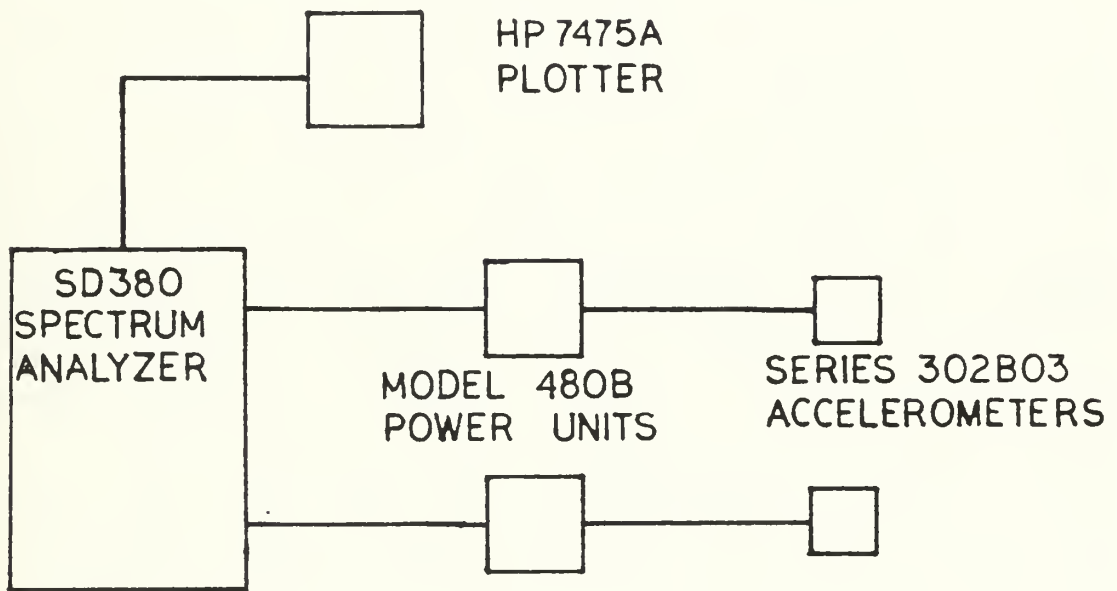 HP 7475A
PLOTTER
SD380
SPECTRUM
ANALYZER
MODEL 480B
POWER UNITS
SERIES 302B03
ACCELEROMETERS